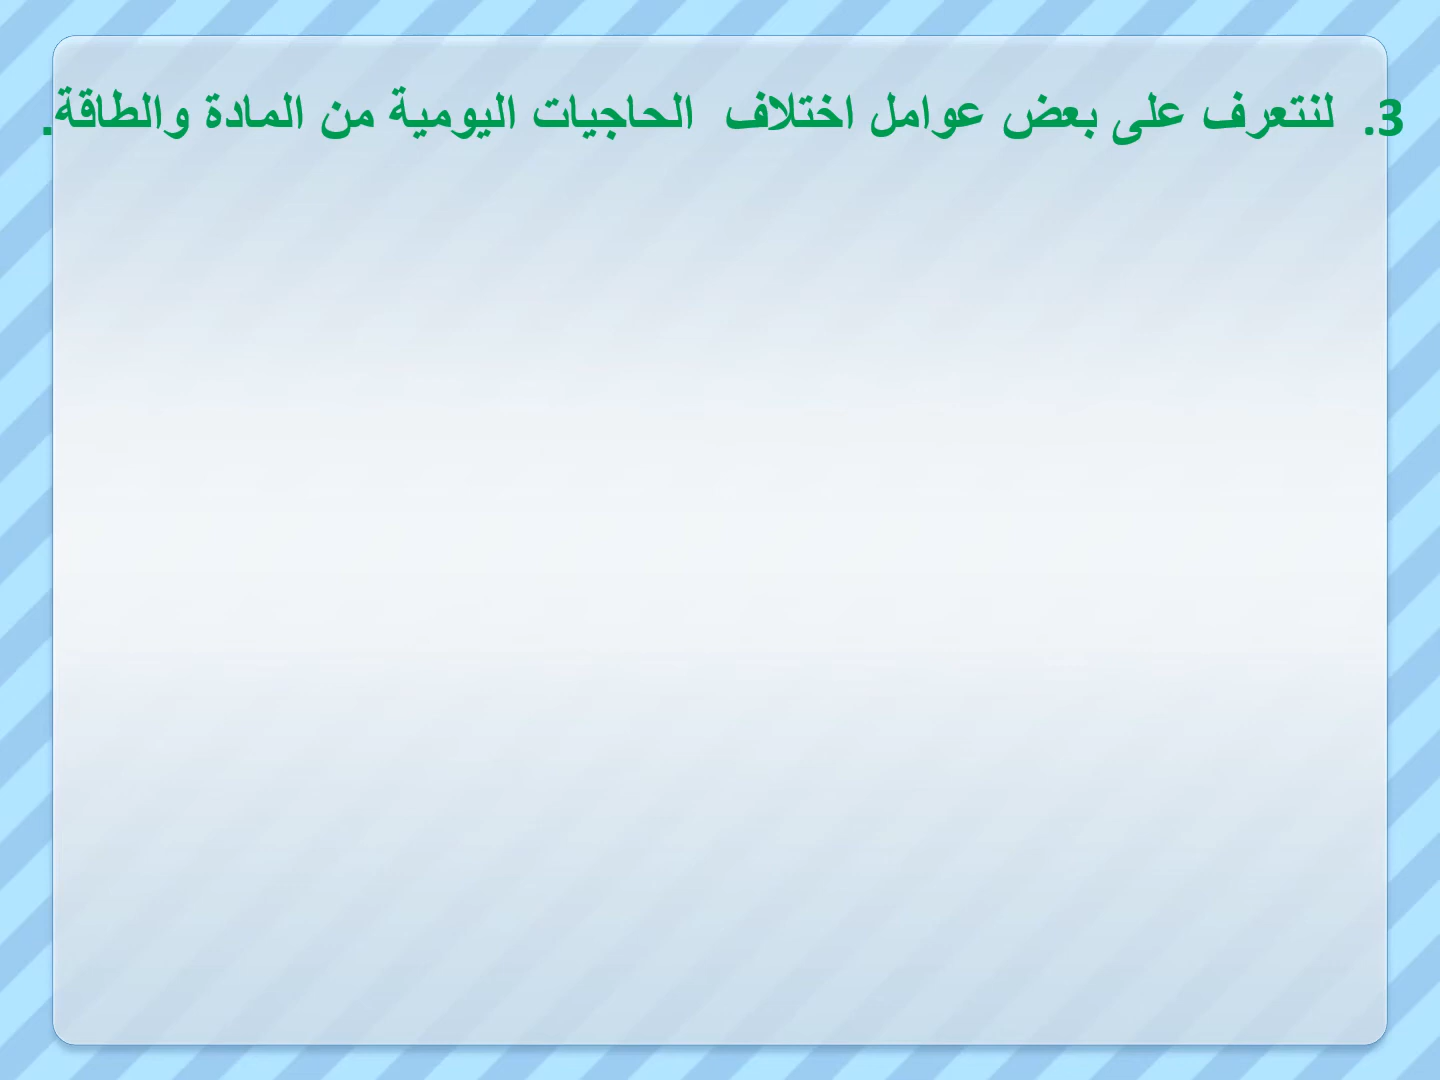 3. لنتعرف على بعض عوامل اختلاف الحاجيات اليومية من المادة والطاقة.